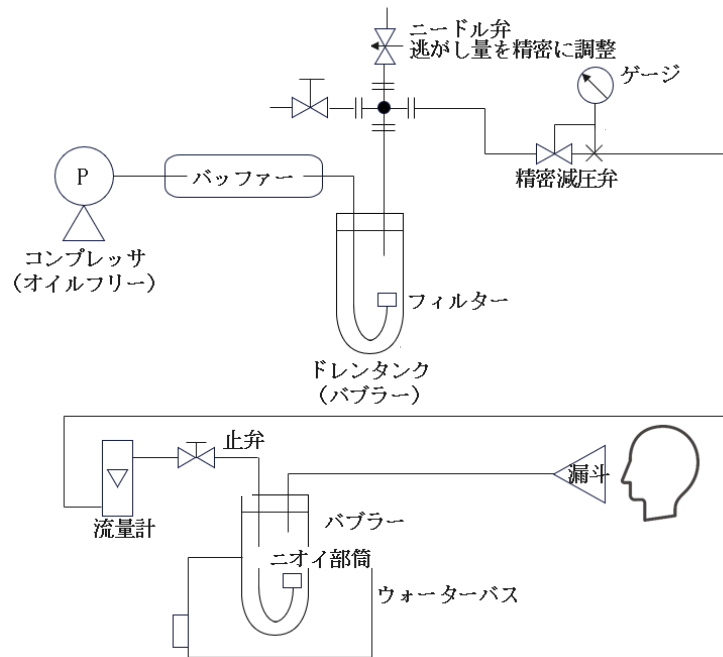 ニードル弁
逃がし量を精密に調整
ゲージ
P
バッファー
精密減圧弁
コンプレッサ
（オイルフリー）
フィルター
ドレンタンク
（バブラー）
止弁
漏斗
流量計
バブラー
ニオイ部筒
ウォーターバス